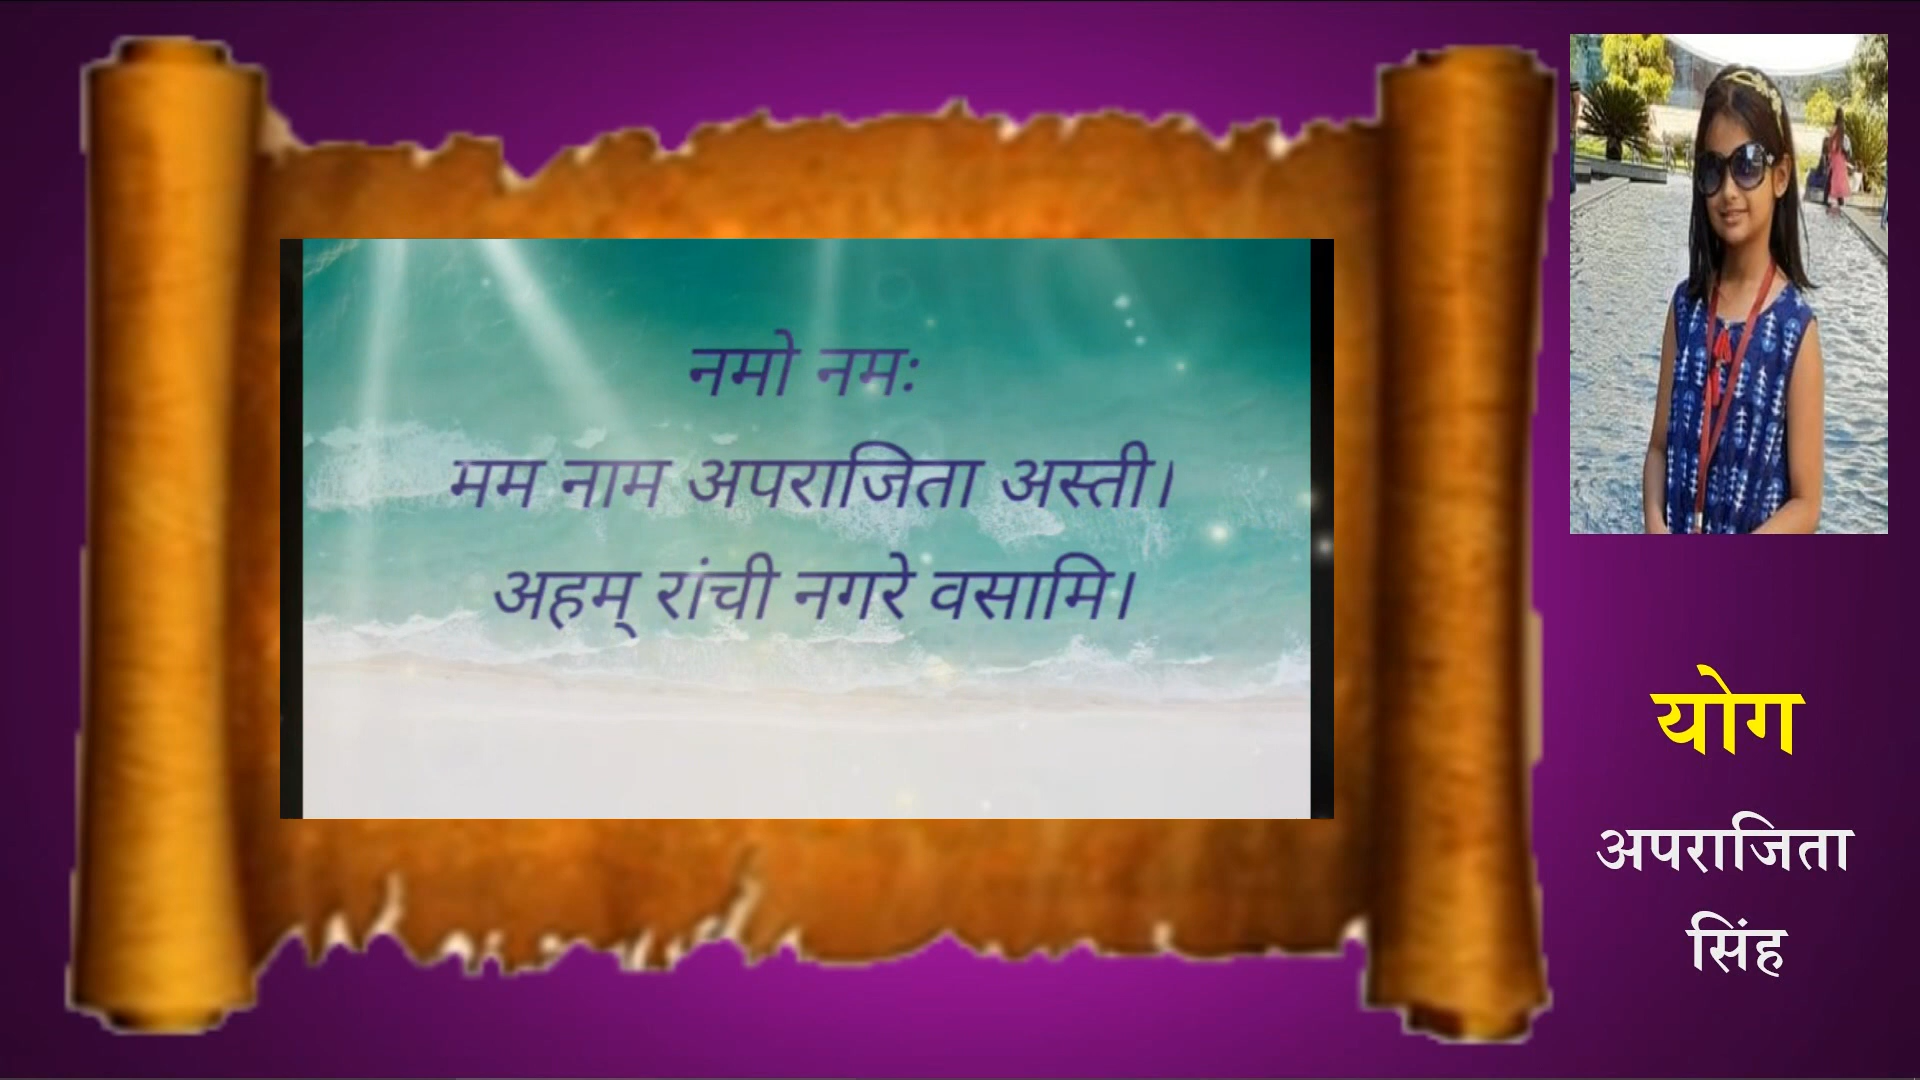 नमो नमः
मम नाम अपराजिता अस्ती।
अहम् रांची नगरे वसामि।
योग
अपराजिता
सिंह